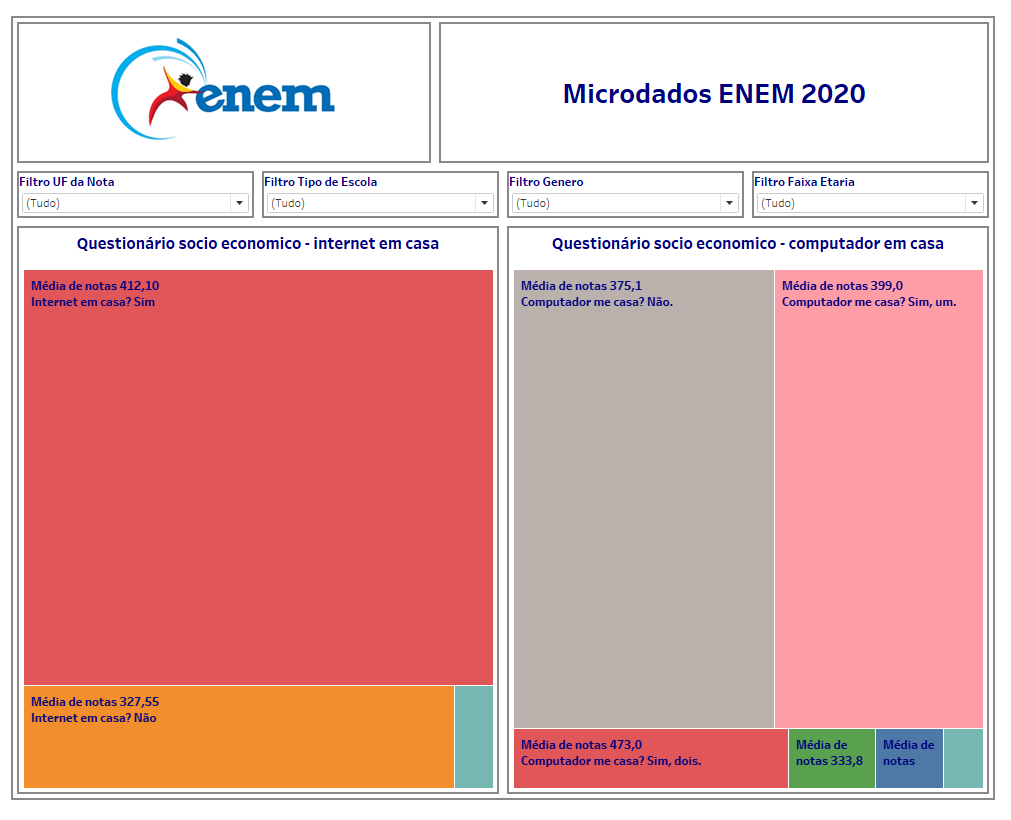 enem
Microdados ENEM 2020
Filtro UF da Nota
(Tudo)
Filtro Tipo de Escola
(Tudo)
Filtro Genero
(Tudo)
Filtro Faixa Etaria
(Tudo)
Questionário socio economico - internet em casa
Média de notas 412,10
Internet em casa? Sim
Média de notas 327,55
Internet em casa? Não
Questionário socio economico - computador em casa
Média de notas 375,1
Computador me casa? Não.
Média de notas 399,0
Computador me casa? Sim, um.
Média de notas 473,0
Computador me casa? Sim, dois.
Média de
notas 333,8
Média de
notas